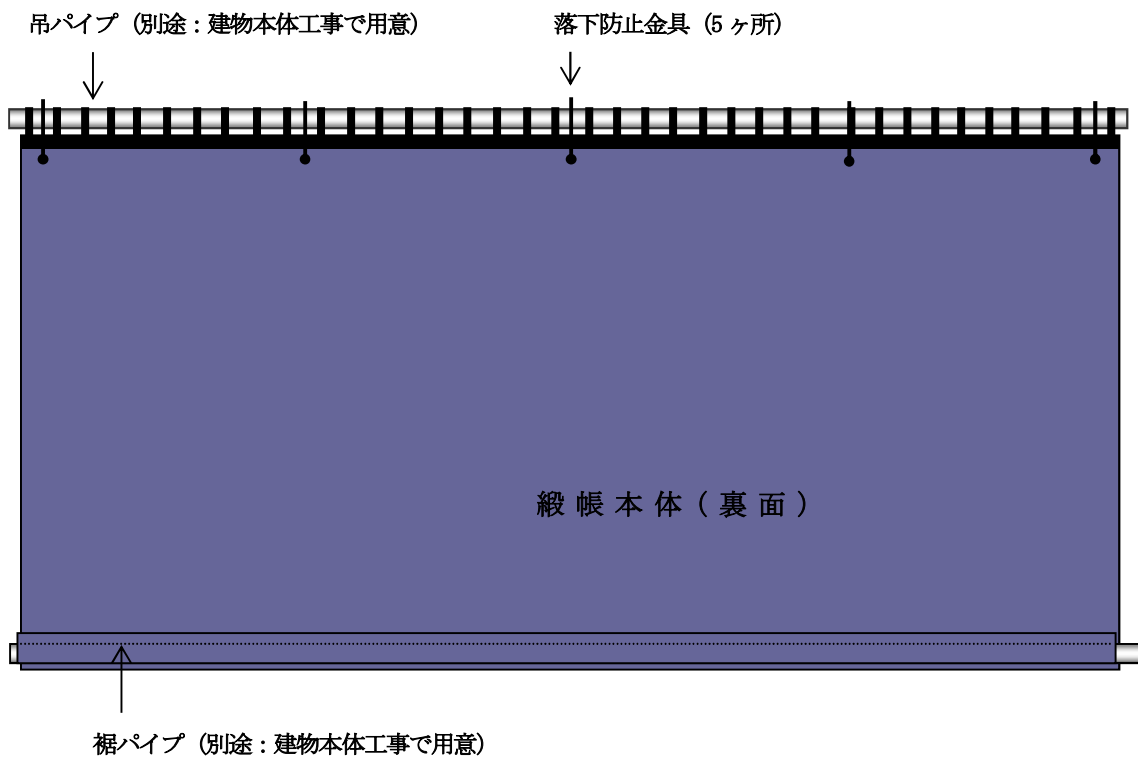 吊パイプ（別途：建物本体工事で用意）
落下防止金具（5ヶ所）
緞帳本体(裏面)
裾パイプ（別途：建物本体工事で用意）